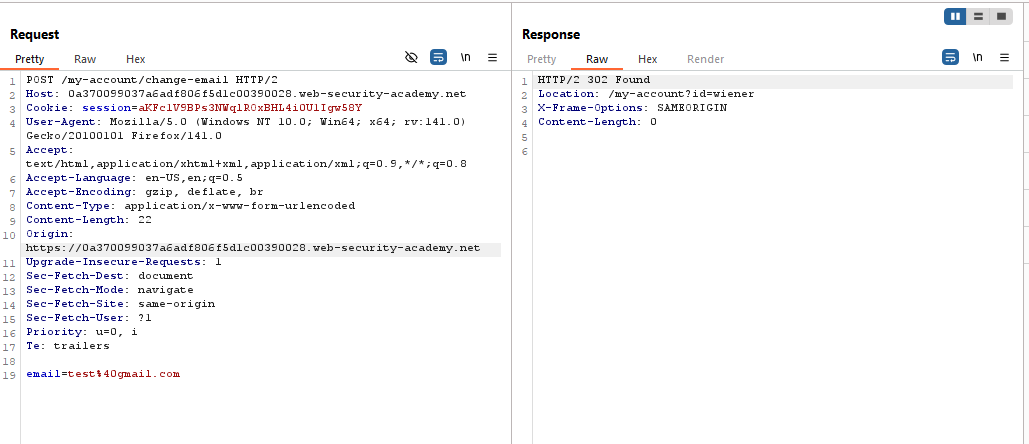 Request
Pretty Raw Hex \n
1 POST /my-account/change-email HTTP/2
2 Host: 0a370099037a6adf806f5d1c00390028.web-security-academy.net
3 Cookie: session=aKFc1V9BPs3NWq1ROxBHL4i0U1Igw58Y
4 User-Agent: Mozilla/5.0 (Windows NT 10.0; Win64; x64; rv:141.0)
Gecko/20100101 Firefox/141.0
5 Accept:
text/html,application/xhtml+xml,application/xml;q=0.9,*/*;q=0.8
6 Accept-Language: en-US,en;q=0.5
7 Accept-Encoding: gzip, deflate, br
8 Content-Type: application/x-www-form-urlencoded
9 Content-Length: 22
10 Origin:
https://0a370099037a6adf806f5d1c00390028.web-security-academy.net
11 Upgrade-Insecure-Requests: 1
12 Sec-Fetch-Dest: document
13 Sec-Fetch-Mode: navigate
14 Sec-Fetch-Site: same-origin
15 Sec-Fetch-User: ?1
16 Priority: u=0, i
17 Te: trailers
18
19 email=test%40gmail.com
Response
Pretty Raw Hex Render \n
1 HTTP/2 302 Found
2 Location: /my-account?id=wiener
3 X-Frame-Options: SAMEORIGIN
4 Content-Length: 0
5
6